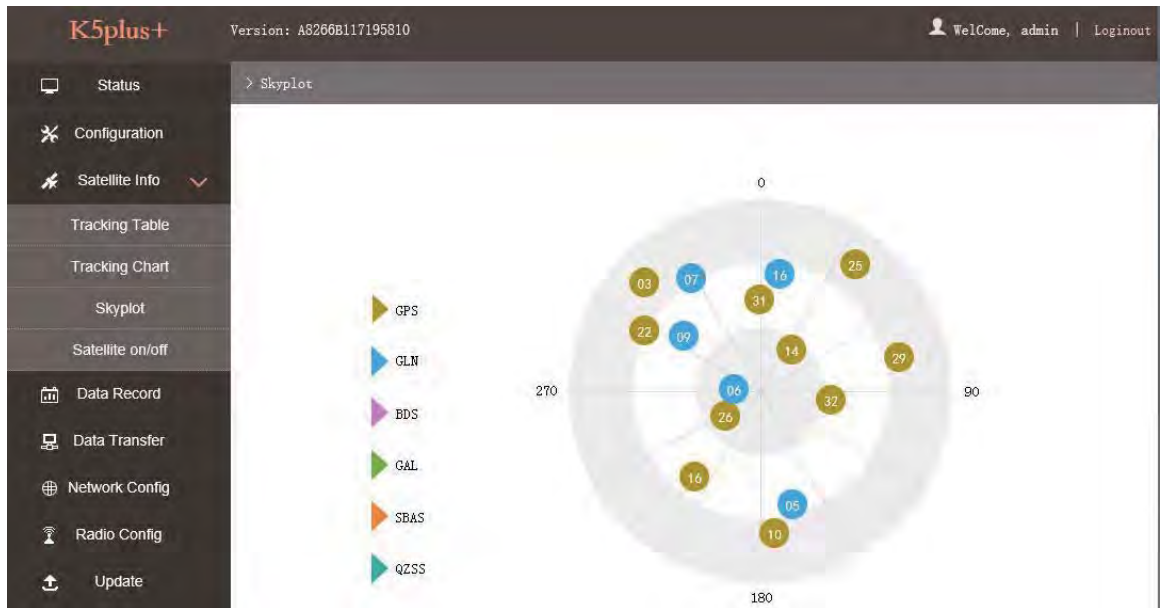 K5plus+
Version: A8266B117195810
WelCome, admin | Loginout
Status
Configuration
Satellite Info
Tracking Table
Tracking Chart
Skyplot
Satellite on/off
Data Record
Data Transfer
Network Config
Radio Config
Update
> Skyplot
GPS
GLN
BDS
GAL
SBAS
QZSS
0
25
03 07 16
31
22 09 14
29
270 06 32 90
26
16
05
10
180